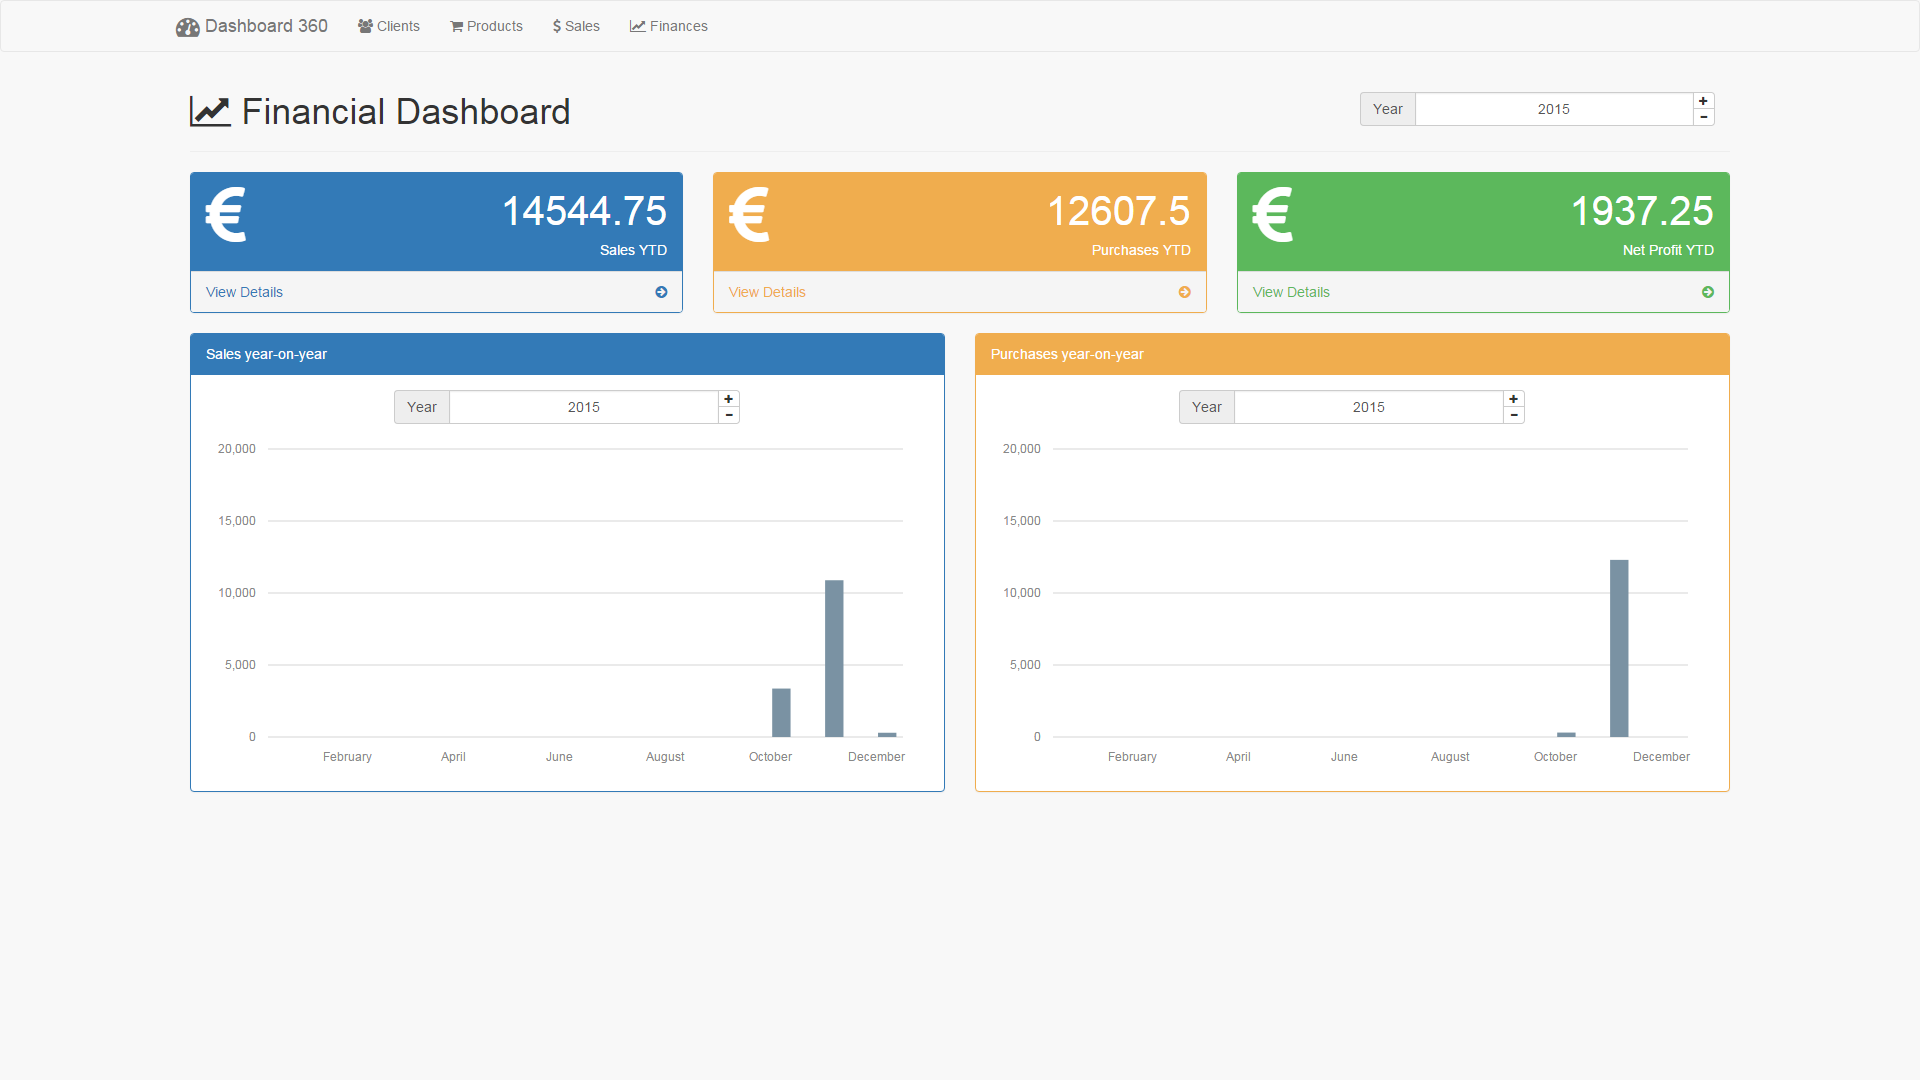 Dashboard 360 Clients Products $ Sales Finances
Financial Dashboard
Year 2015 + -
€ 14544.75
Sales YTD
View Details
€ 12607.5
Purchases YTD
View Details
€ 1937.25
Net Profit YTD
View Details
Sales year-on-year
Year 2015 + -
20,000
15,000
10,000
5,000
0
February April June August October December
Purchases year-on-year
Year 2015 + -
20,000
15,000
10,000
5,000
0
February April June August October December